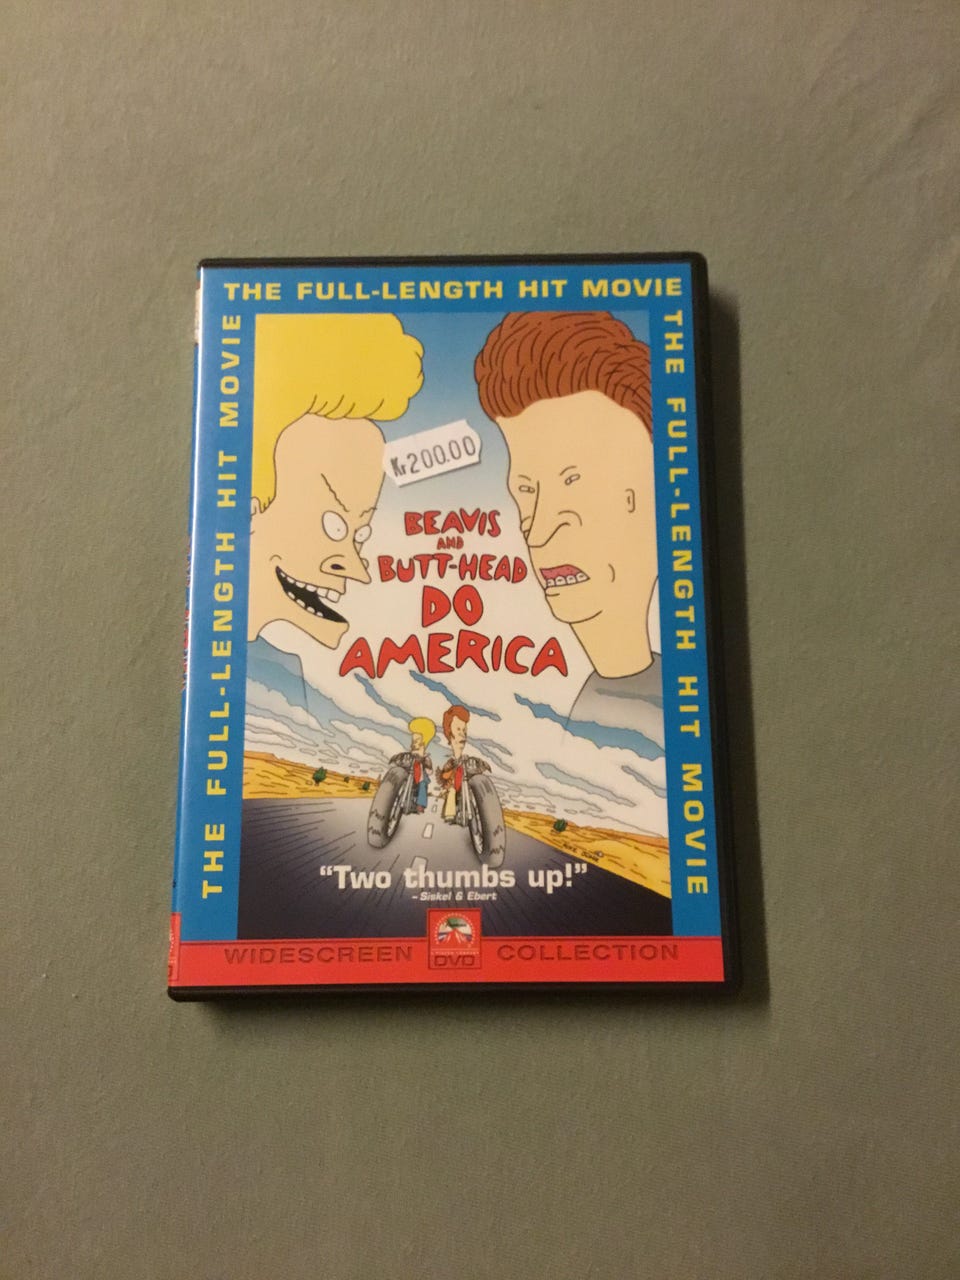 THE FULL-LENGTH HIT MOVIE
THE FULL-LENGTH HIT MOVIE
THE FULL-LENGTH HIT MOVIE
Kr200.00
BEAVIS
AND
BUTT-HEAD
DO
AMERICA
"Two thumbs up!"
- Siskel & Ebert
WIDESCREEN DVD COLLECTION